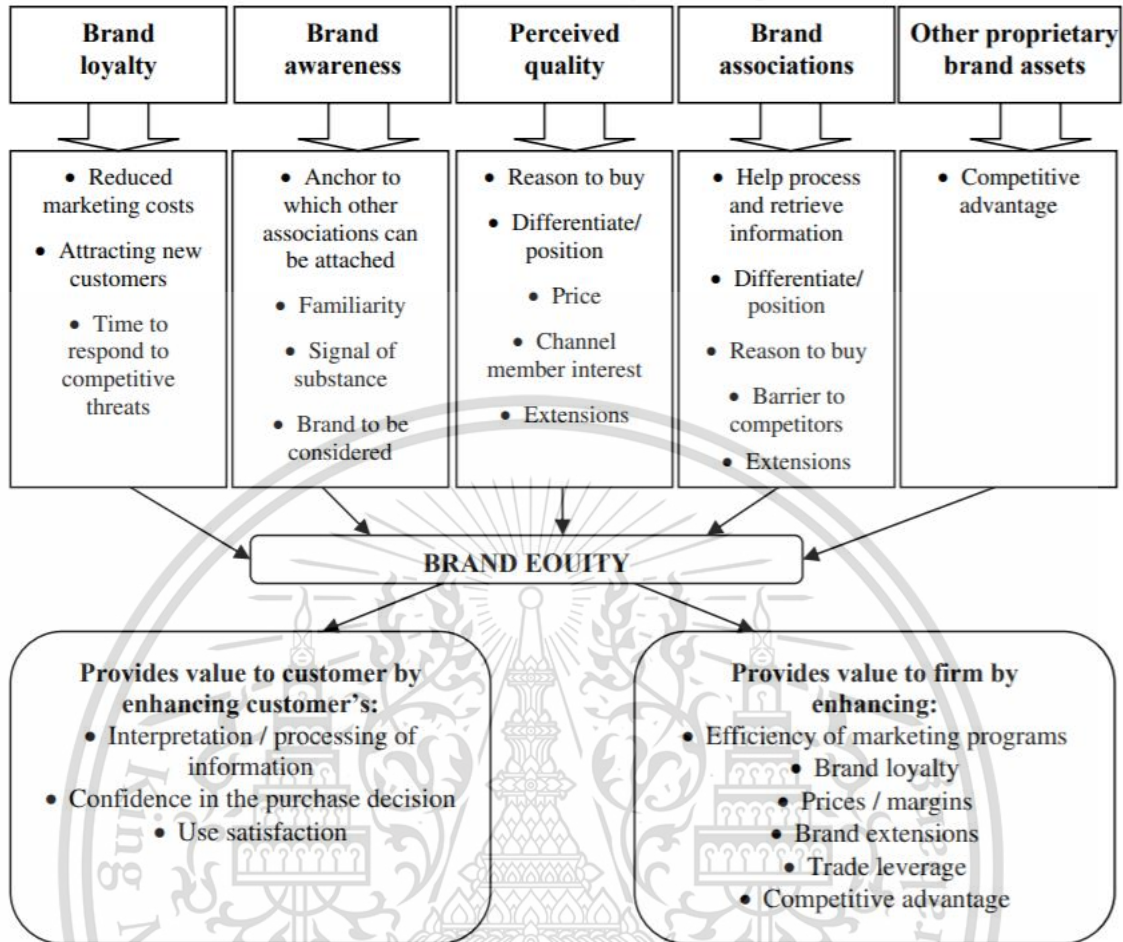 Brand
loyalty
Brand
awareness
Perceived
quality
Brand
associations
Other proprietary
brand assets
• Reduced
marketing costs
• Attracting new
customers
• Time to
respond to
competitive
threats
• Anchor to
which other
associations can
be attached
• Familiarity
• Signal of
substance
• Brand to be
considered
• Reason to buy
• Differentiate/
position
• Price
• Channel
member interest
• Extensions
• Help process
and retrieve
information
• Differentiate/
position
• Reason to buy
• Barrier to
competitors
• Extensions
• Competitive
advantage
BRAND EQUITY
Provides value to customer by
enhancing customer's:
• Interpretation / processing of
information
• Confidence in the purchase decision
• Use satisfaction
Provides value to firm by
enhancing:
• Efficiency of marketing programs
• Brand loyalty
• Prices / margins
• Brand extensions
• Trade leverage
• Competitive advantage
King